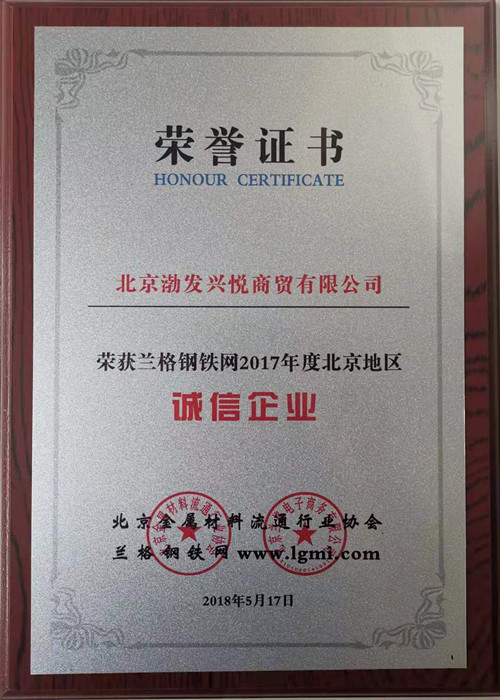 荣誉证书
HONOUR CERTIFICATE
北京渤发兴悦商贸有限公司
荣获兰格钢铁网2017年度北京地区
诚信企业
北京金属材料流通行业协会
兰格钢铁网www.lgmi.com
2018年5月17日